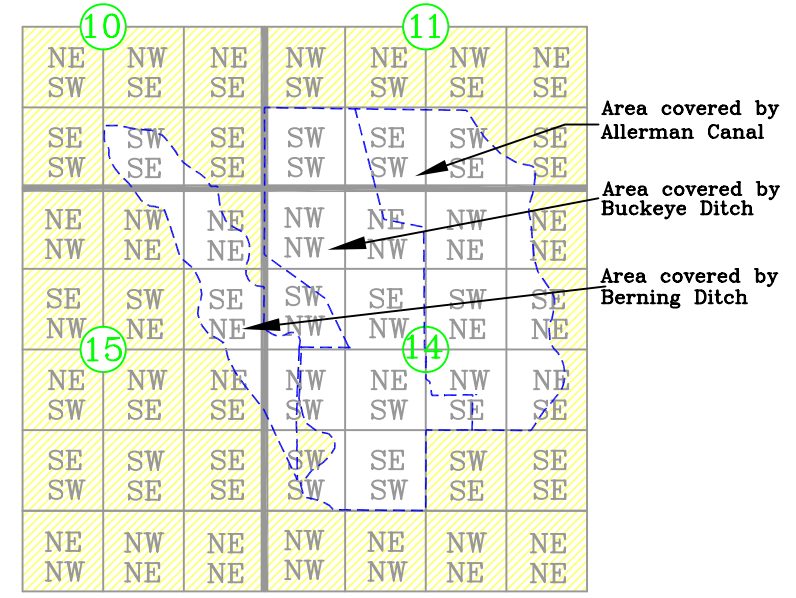 10
11
NE NW NE NW NE NW NE
SW SE SE SW SW SE SE
SE SW SE SW SE SW SE
SW SE SE SW SW SE SE
Area covered by
Allerman Canal
NE NW NE NW NE NW NE
NW NE NE NW NW NE NE
Area covered by
Buckeye Ditch
SE SW SE SW SE SW SE
NW NE NE NW NW NE NE
Area covered by
Berning Ditch
15
14
NE NW NE NW NE NW NE
SW SE SE SW SW SE SE
SE SW SE SW SE SW SE
SW SE SE SW SW SE SE
NE NW NE NW NE NW NE
NW NE NE NW NW NE NE